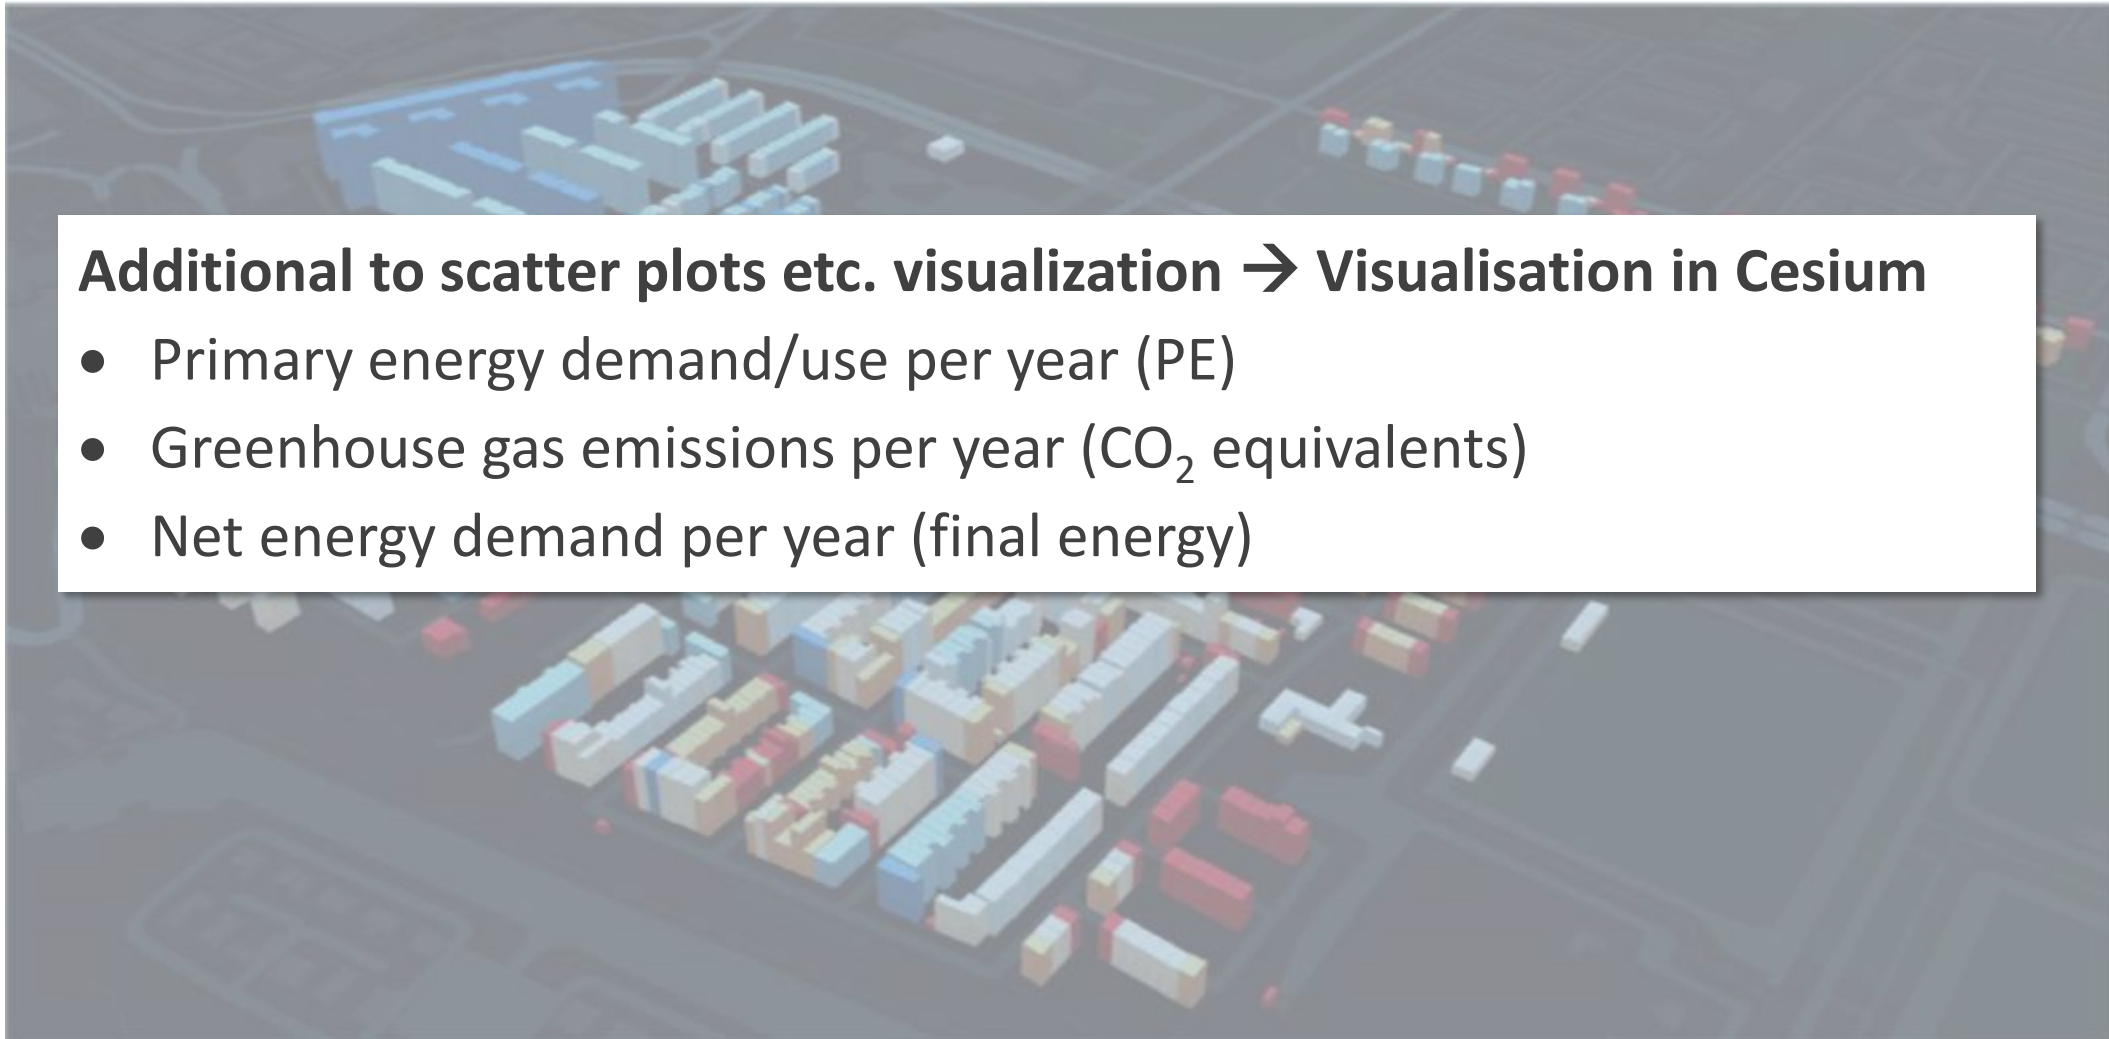 Additional to scatter plots etc. visualization → Visualisation in Cesium
• Primary energy demand/use per year (PE)
• Greenhouse gas emissions per year (CO₂ equivalents)
• Net energy demand per year (final energy)